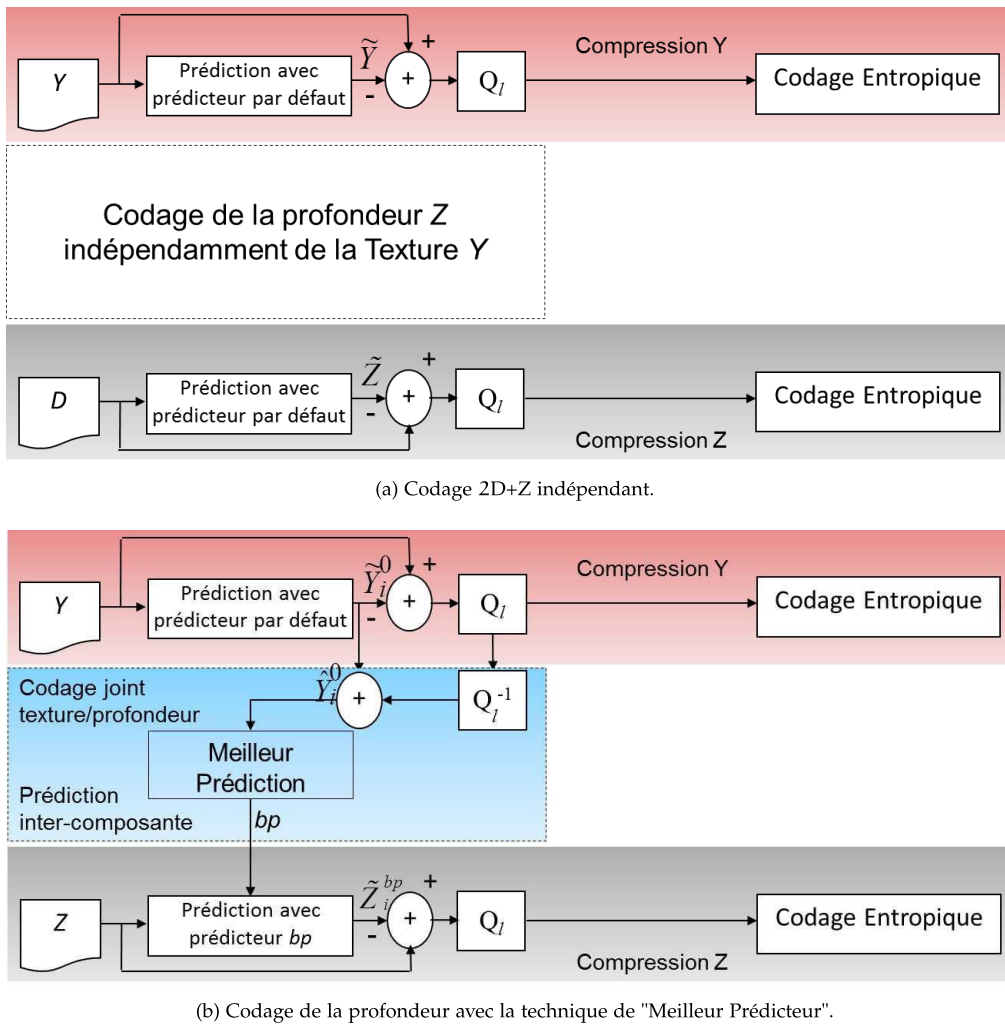 Y
Prédiction avec
prédicteur par défaut
Ỹ
+
-
+
Q_l
Compression Y
Codage Entropique
Codage de la profondeur Z
indépendamment de la Texture Y
D
Prédiction avec
prédicteur par défaut
Z̃
+
-
+
Q_l
Compression Z
Codage Entropique
(a) Codage 2D+Z indépendant.
Y
Prédiction avec
prédicteur par défaut
Ỹ_i^0
+
-
+
Q_l
Compression Y
Codage Entropique
Codage joint
texture/profondeur
Ŷ_i^0
+
Q_l^-1
Meilleur
Prédiction
Prédiction
inter-composante
bp
Z
Prédiction avec
prédicteur bp
Z̃_i^bp
+
-
+
Q_l
Compression Z
Codage Entropique
(b) Codage de la profondeur avec la technique de "Meilleur Prédicteur".